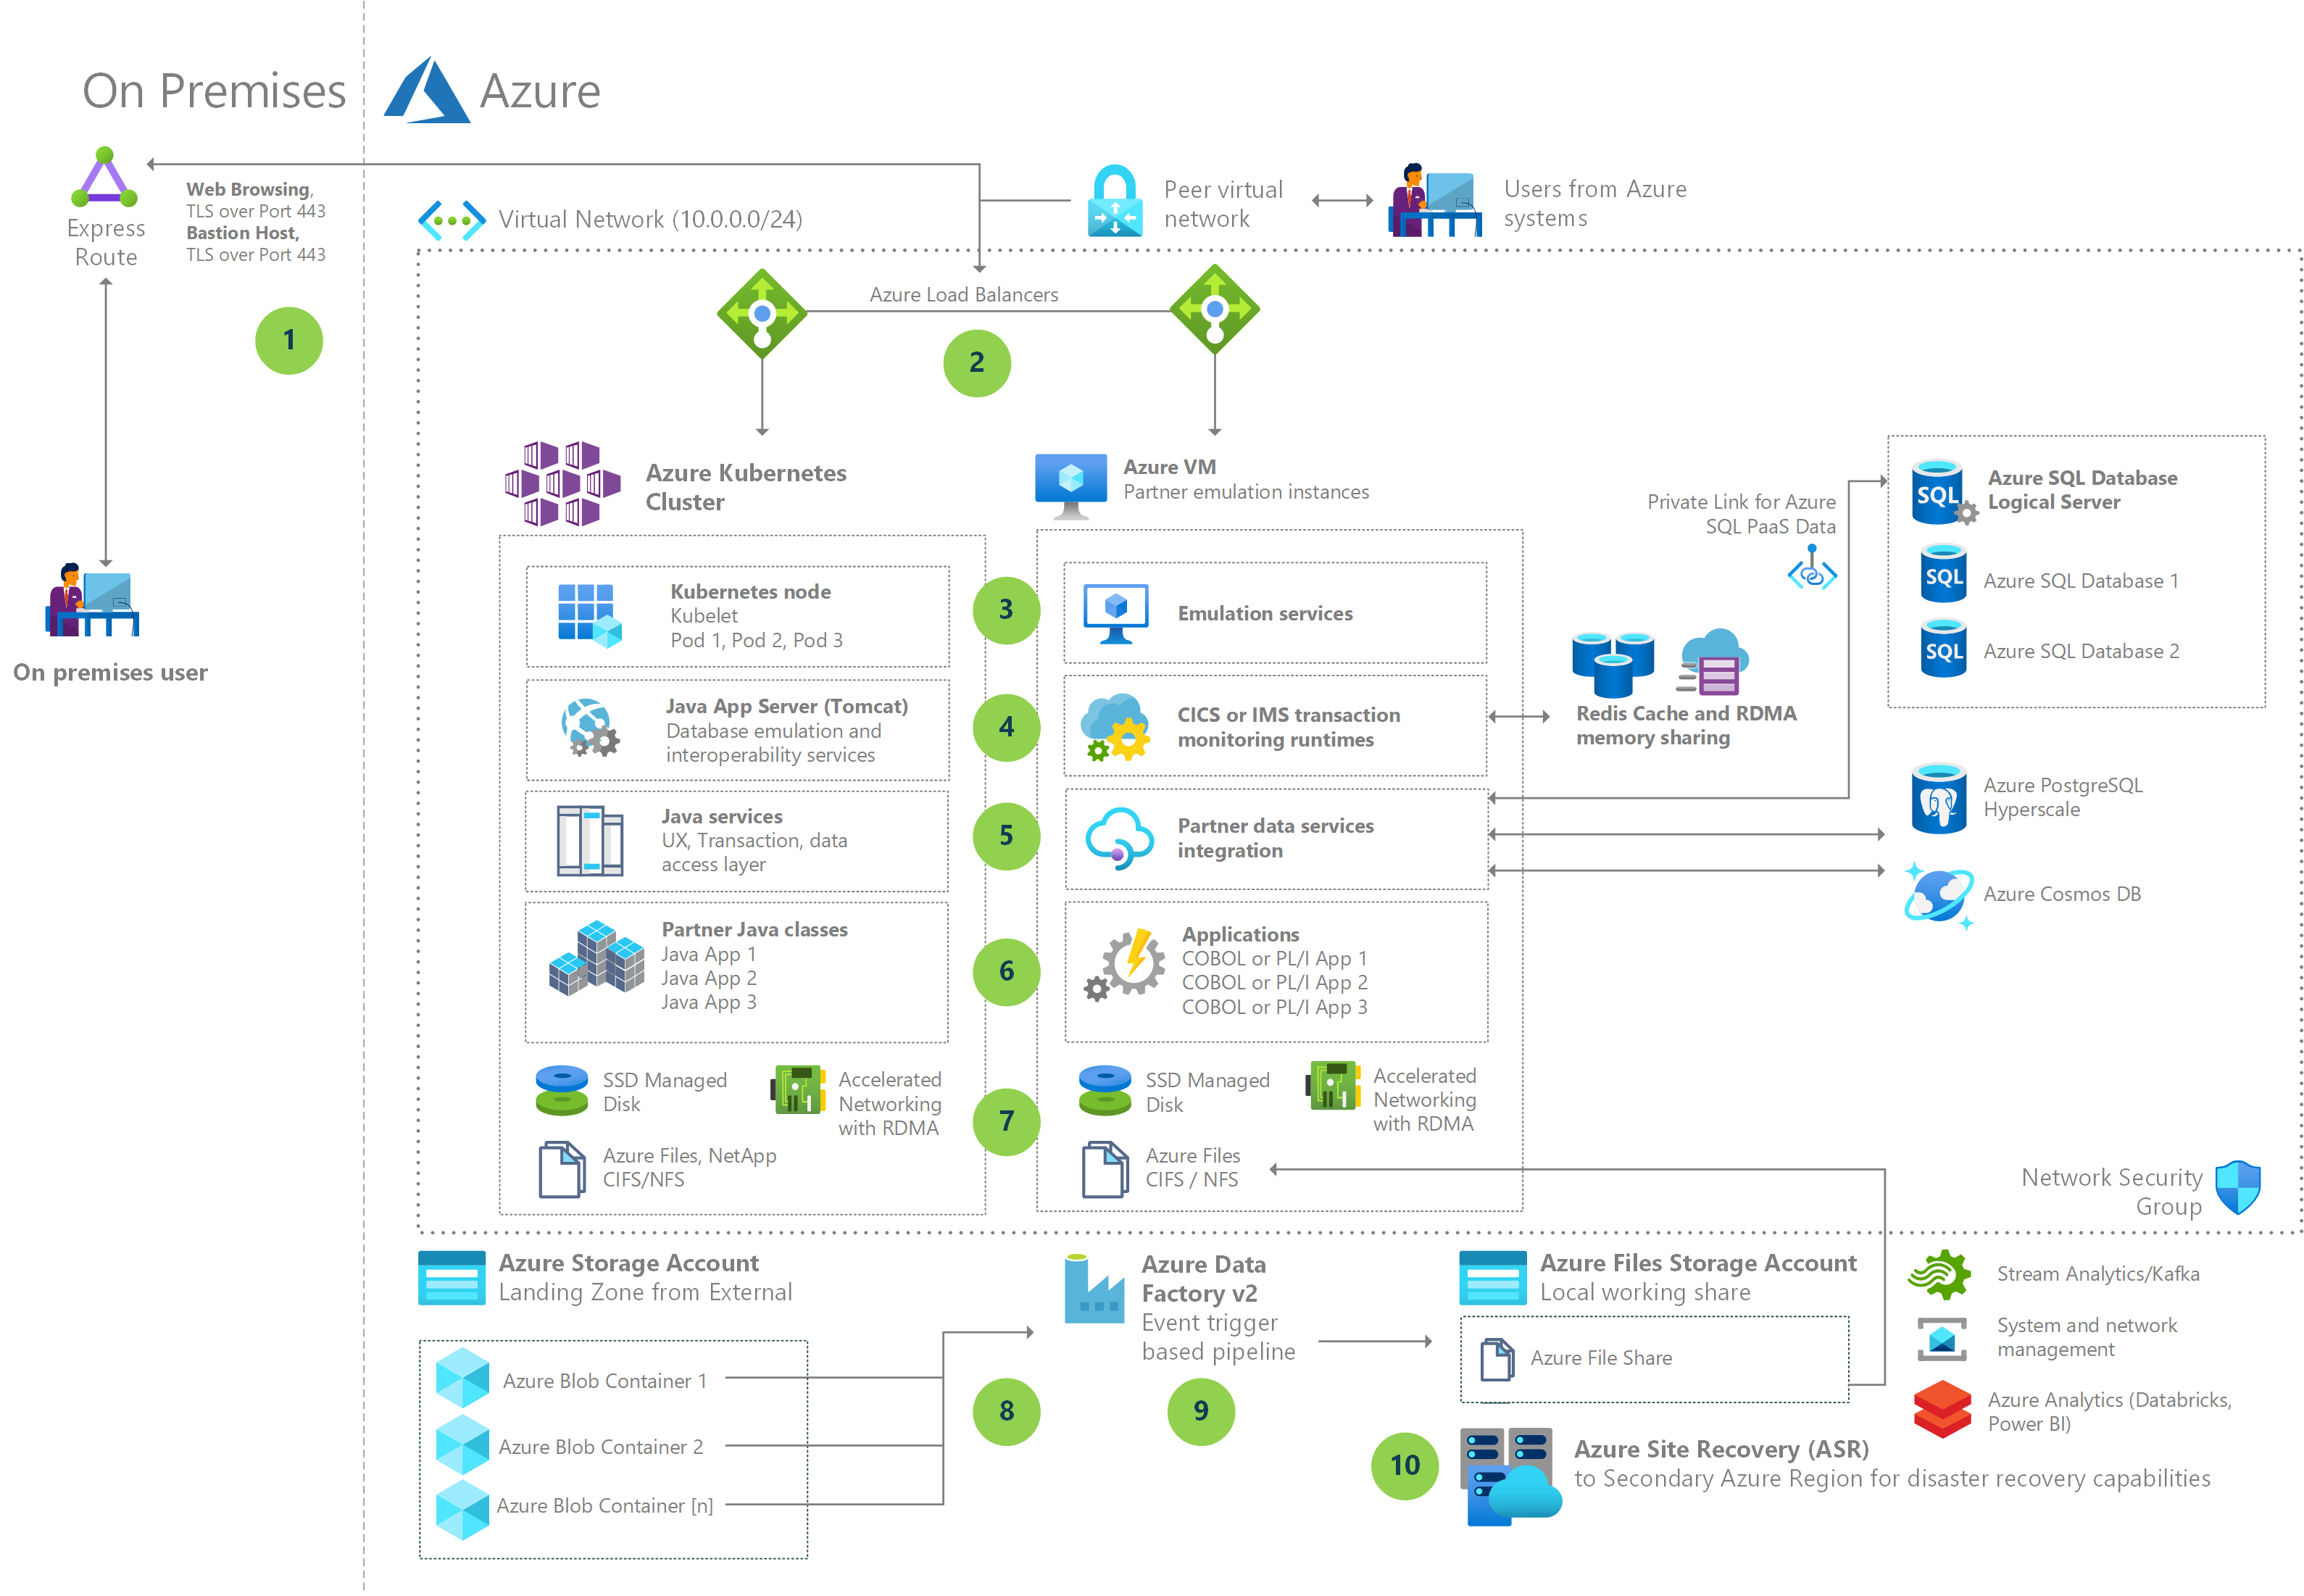 On Premises
Azure
Express
Route
Web Browsing,
TLS over Port 443
Bastion Host,
TLS over Port 443
Virtual Network (10.0.0.0/24)
Peer virtual
network
Users from Azure
systems
1
Azure Load Balancers
2
On premises user
Azure Kubernetes
Cluster
Kubernetes node
Kubelet
Pod 1, Pod 2, Pod 3
Java App Server (Tomcat)
Database emulation and
interoperability services
Java services
UX, Transaction, data
access layer
Partner Java classes
Java App 1
Java App 2
Java App 3
SSD Managed
Disk
Accelerated
Networking
with RDMA
Azure Files, NetApp
CIFS/NFS
3
4
5
6
7
Azure VM
Partner emulation instances
Emulation services
CICS or IMS transaction
monitoring runtimes
Partner data services
integration
Applications
COBOL or PL/I App 1
COBOL or PL/I App 2
COBOL or PL/I App 3
SSD Managed
Disk
Accelerated
Networking
with RDMA
Azure Files
CIFS / NFS
Redis Cache and RDMA
memory sharing
Private Link for Azure
SQL PaaS Data
SQL
Azure SQL Database
Logical Server
SQL
Azure SQL Database 1
SQL
Azure SQL Database 2
Azure PostgreSQL
Hyperscale
Azure Cosmos DB
Network Security
Group
Azure Storage Account
Landing Zone from External
Azure Blob Container 1
Azure Blob Container 2
Azure Blob Container [n]
8
Azure Data
Factory v2
Event trigger
based pipeline
9
Azure Files Storage Account
Local working share
Azure File Share
10
Azure Site Recovery (ASR)
to Secondary Azure Region for disaster recovery capabilities
Stream Analytics/Kafka
System and network
management
Azure Analytics (Databricks,
Power BI)